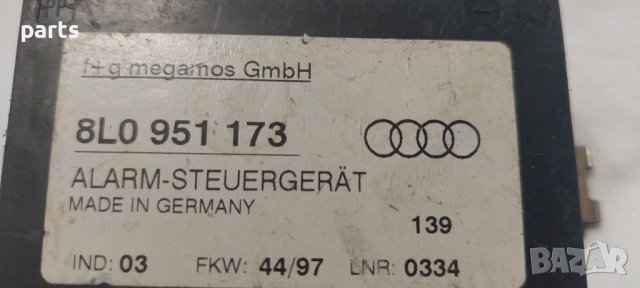 parts
f+g megamos GmbH
8L0 951 173
ALARM-STEUERGERÄT
MADE IN GERMANY
139
IND: 03 FKW: 44/97 LNR: 0334
BAZAR